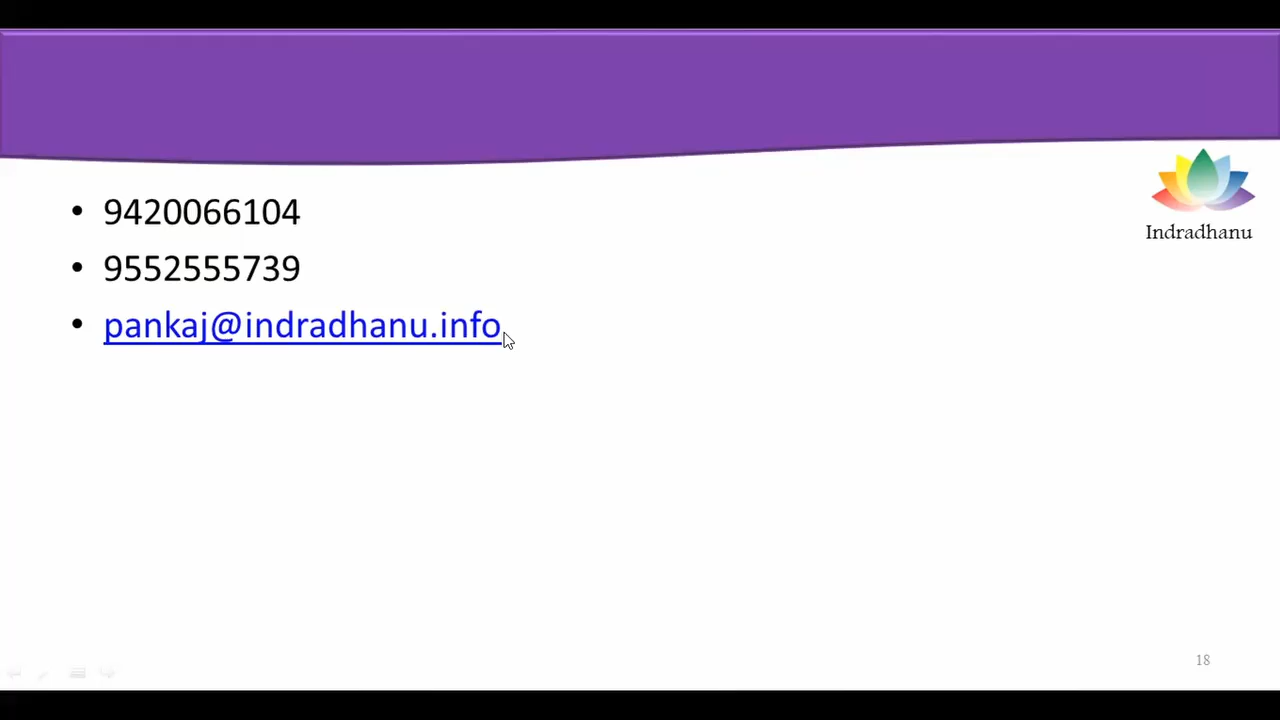 • 9420066104
• 9552555739
• pankaj@indradhanu.info
Indradhanu
18